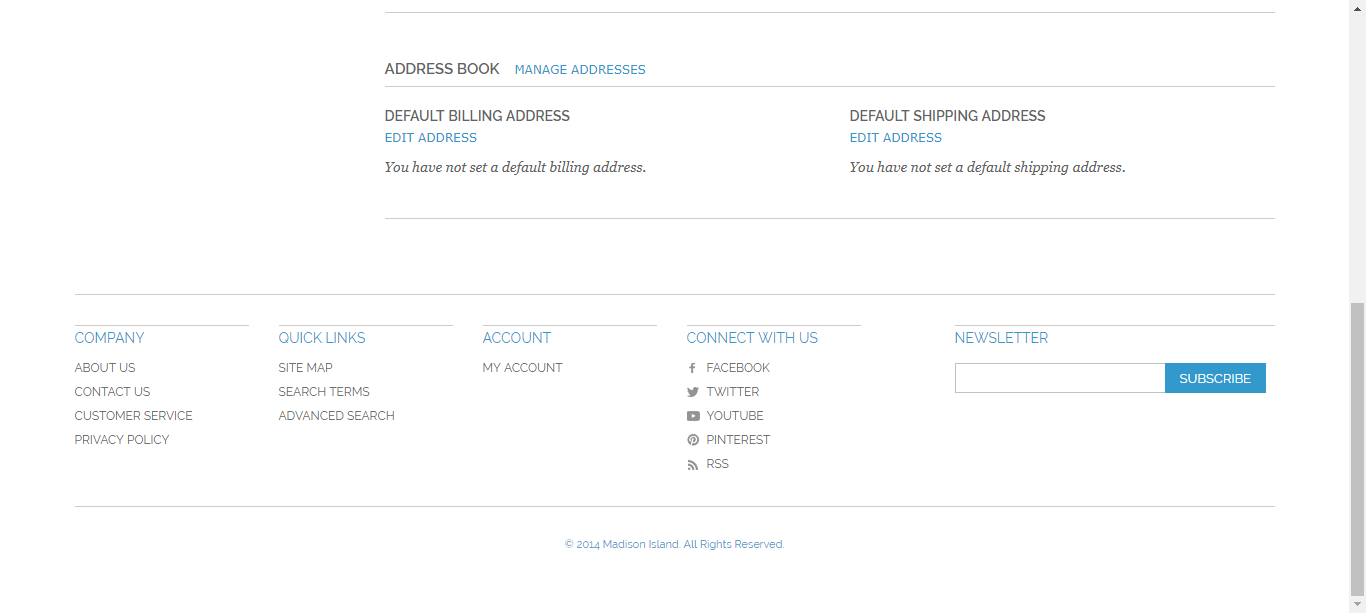 ADDRESS BOOK MANAGE ADDRESSES
DEFAULT BILLING ADDRESS
EDIT ADDRESS
You have not set a default billing address.
DEFAULT SHIPPING ADDRESS
EDIT ADDRESS
You have not set a default shipping address.
COMPANY
ABOUT US
CONTACT US
CUSTOMER SERVICE
PRIVACY POLICY
QUICK LINKS
SITE MAP
SEARCH TERMS
ADVANCED SEARCH
ACCOUNT
MY ACCOUNT
CONNECT WITH US
FACEBOOK
TWITTER
YOUTUBE
PINTEREST
RSS
NEWSLETTER
SUBSCRIBE
© 2014 Madison Island. All Rights Reserved.